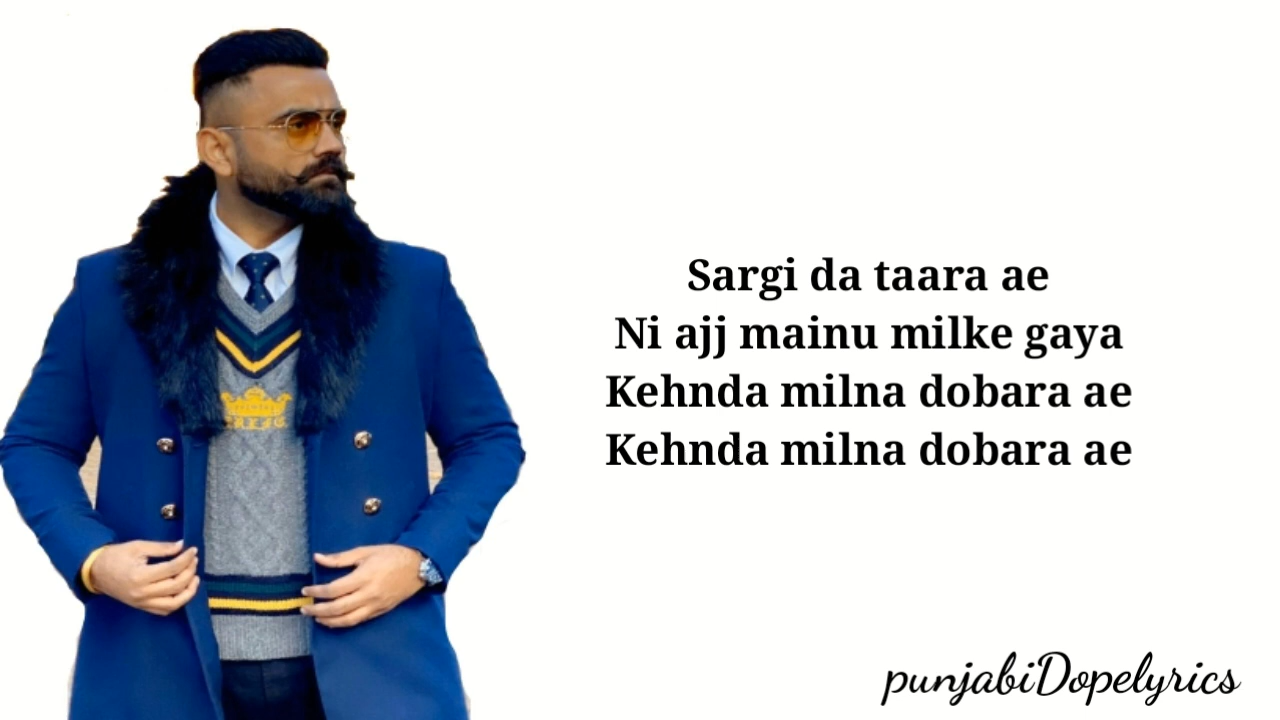 Sargi da taara ae
Ni ajj mainu milke gaya
Kehnda milna dobara ae
Kehnda milna dobara ae
punjabiDopelyrics